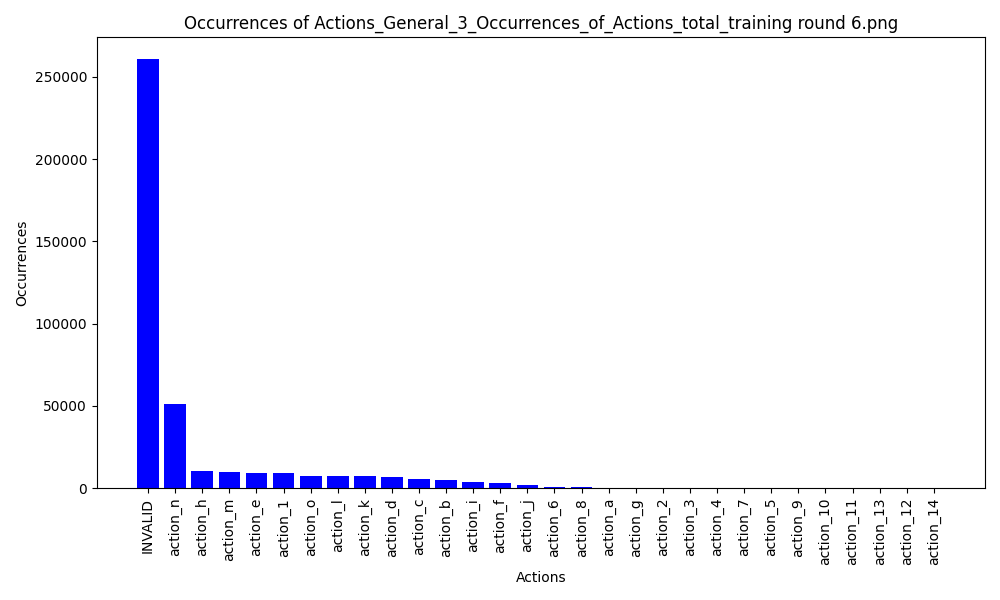 Occurrences of Actions_General_3_Occurrences_of_Actions_total_training round 6.png
250000
200000
150000
100000
50000
0
Occurrences
INVALID
action_n
action_h
action_m
action_e
action_1
action_o
action_l
action_k
action_d
action_c
action_b
action_i
action_f
action_j
action_6
action_8
action_a
action_g
action_2
action_3
action_4
action_7
action_5
action_9
action_10
action_11
action_13
action_12
action_14
Actions